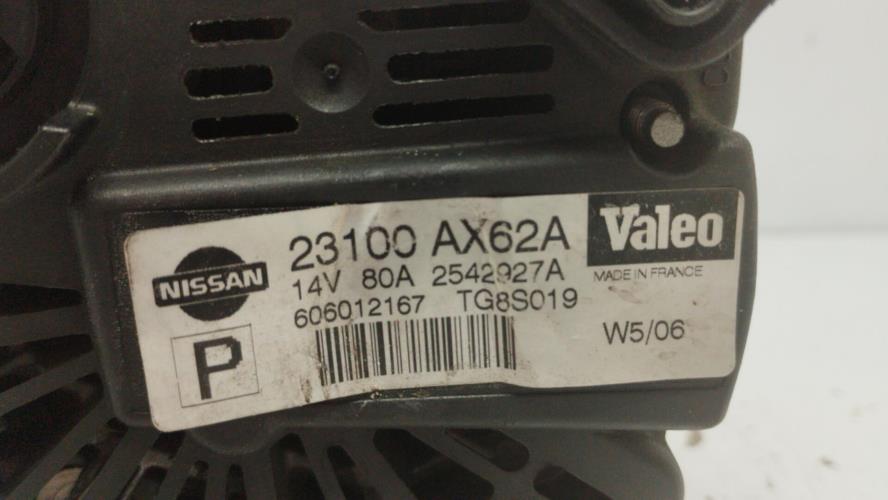 NISSAN
23100 AX62A
14V 80A 2542927A
606012167 TG8S019
P
Valeo
MADE IN FRANCE
W5/06